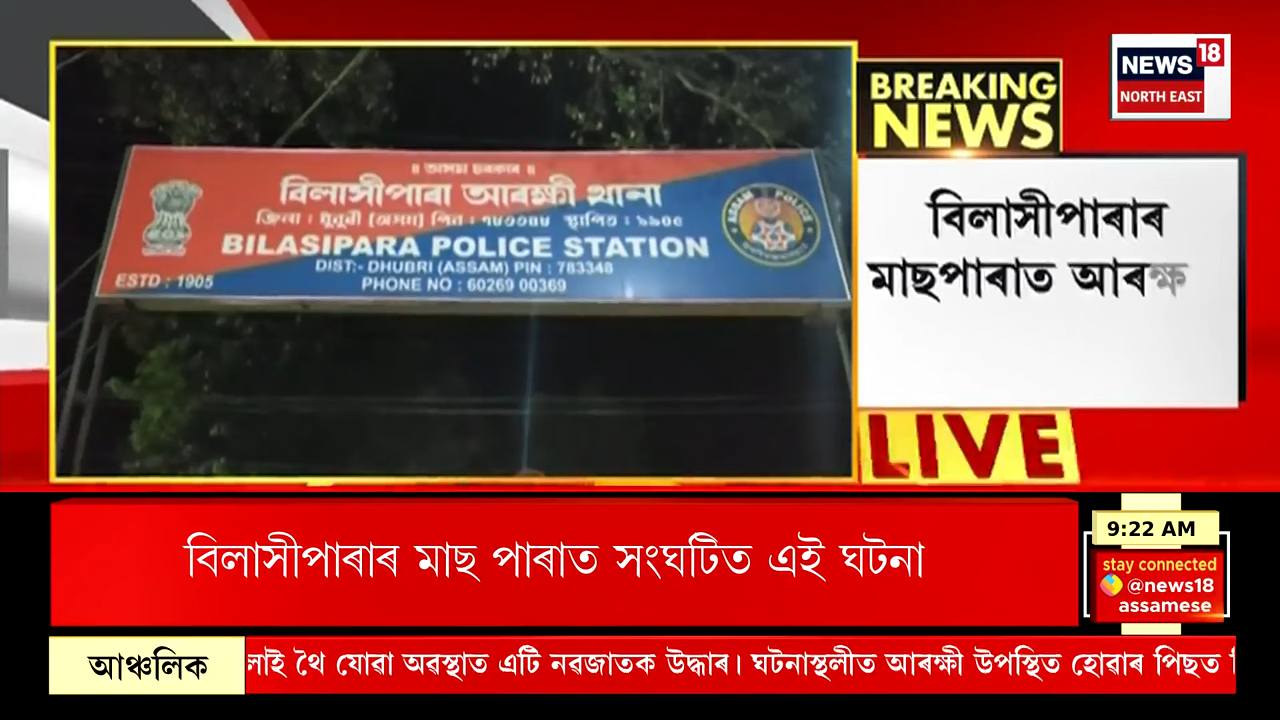 BREAKING
NEWS
NEWS 18
NORTH EAST
বিলাসীপাৰা আৰক্ষী থানা
BILASIPARA POLICE STATION
DIST:- DHUBRI (ASSAM) PIN : 783348
PHONE NO : 60269 00369
ESTD : 1905
ASSAM POLICE
বিলাসীপাৰাৰ
মাছপাৰাত আৰক্ষ
LIVE
বিলাসীপাৰাৰ মাছ পাৰাত সংঘটিত এই ঘটনা
9:22 AM
stay connected
@news18
assamese
আঞ্চলিক
লাই থৈ যোৱা অৱস্থাত এটি নৱজাতক উদ্ধাৰ। ঘটনাস্থলীত আৰক্ষী উপস্থিত হোৱাৰ পিছত